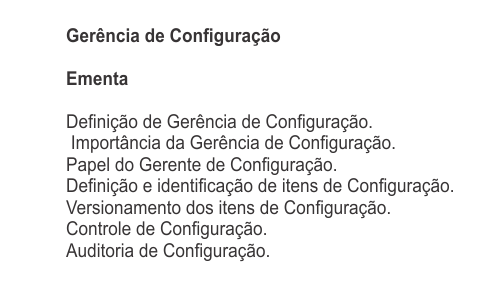 Gerência de Configuração
Ementa
Definição de Gerência de Configuração.
Importância da Gerência de Configuração.
Papel do Gerente de Configuração.
Definição e identificação de itens de Configuração.
Versionamento dos itens de Configuração.
Controle de Configuração.
Auditoria de Configuração.